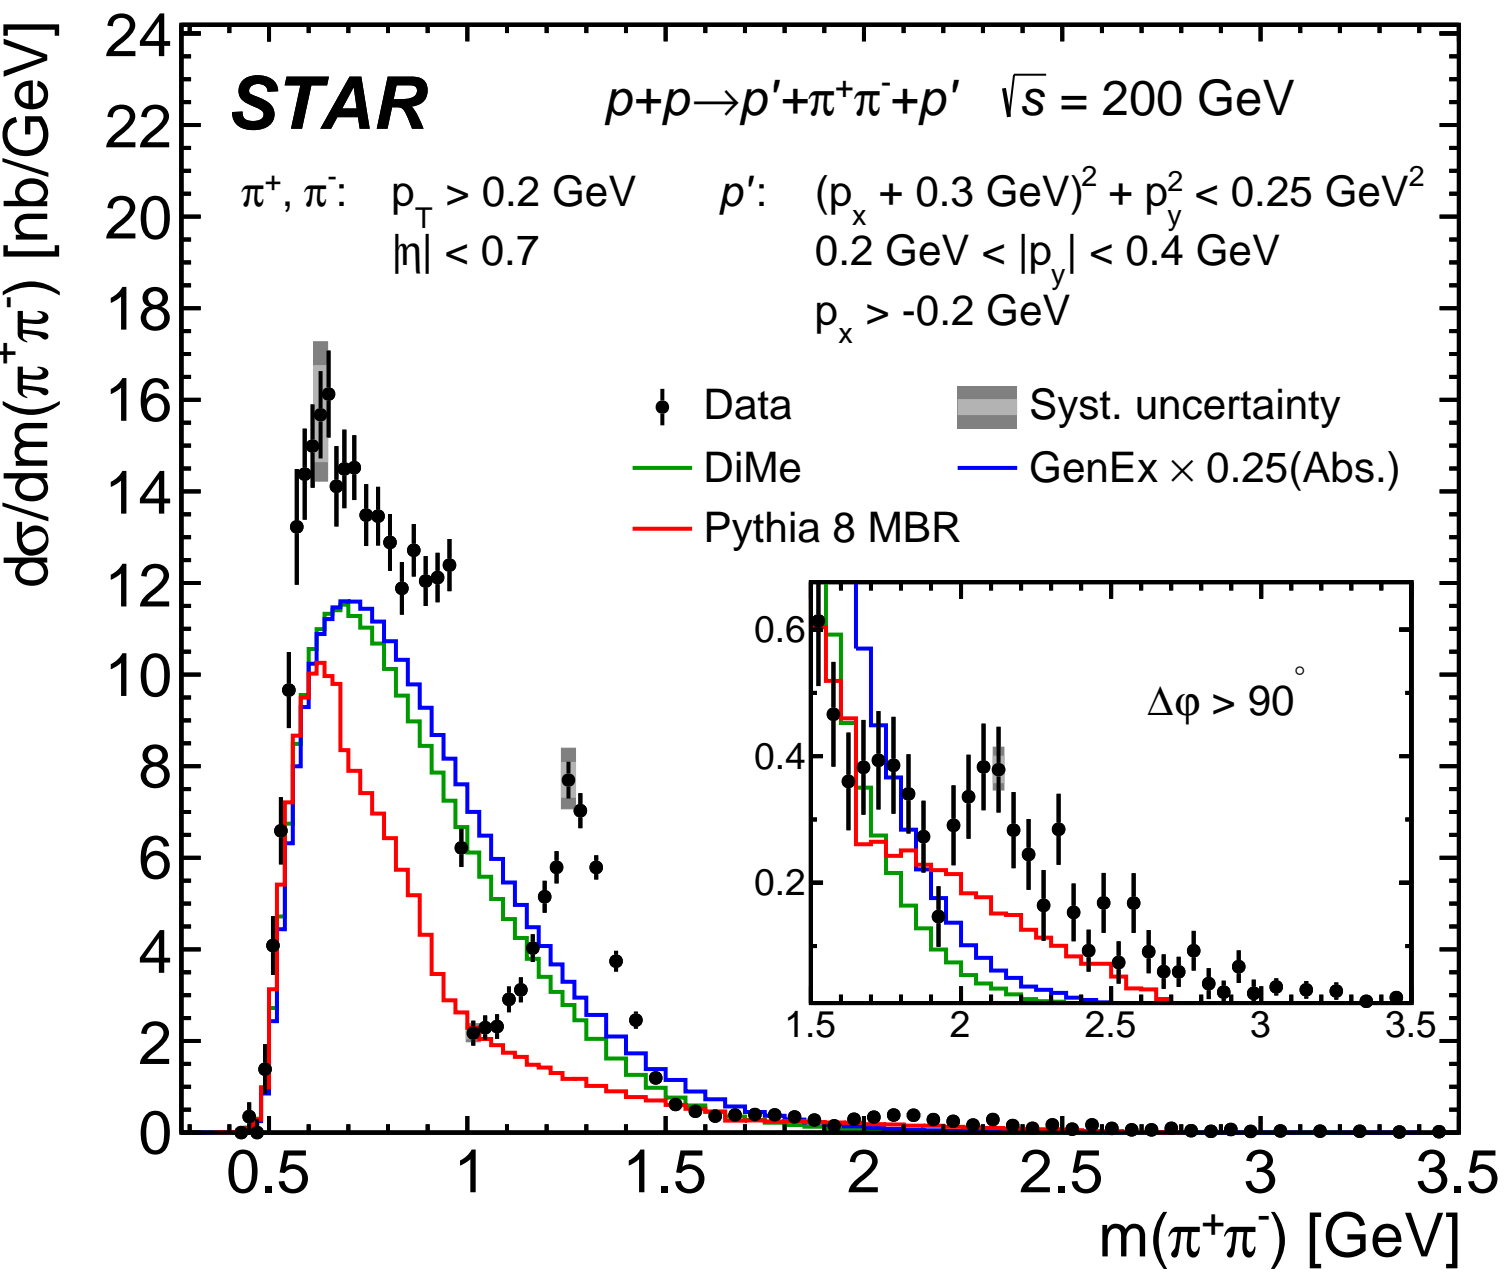 dσ/dm(π⁺π⁻) [nb/GeV]
24
22
20
18
16
14
12
10
8
6
4
2
0
STAR p+p→p′+π⁺π⁻+p′ √s = 200 GeV
π⁺, π⁻: p_T > 0.2 GeV p′: (p_x + 0.3 GeV)² + p_y² < 0.25 GeV²
|η| < 0.7 0.2 GeV < |p_y| < 0.4 GeV
p_x > -0.2 GeV
Data Syst. uncertainty
DiMe GenEx × 0.25(Abs.)
Pythia 8 MBR
0.6
0.4
0.2
Δφ > 90°
1.5 2 2.5 3 3.5
0.5 1 1.5 2 2.5 3 3.5
m(π⁺π⁻) [GeV]